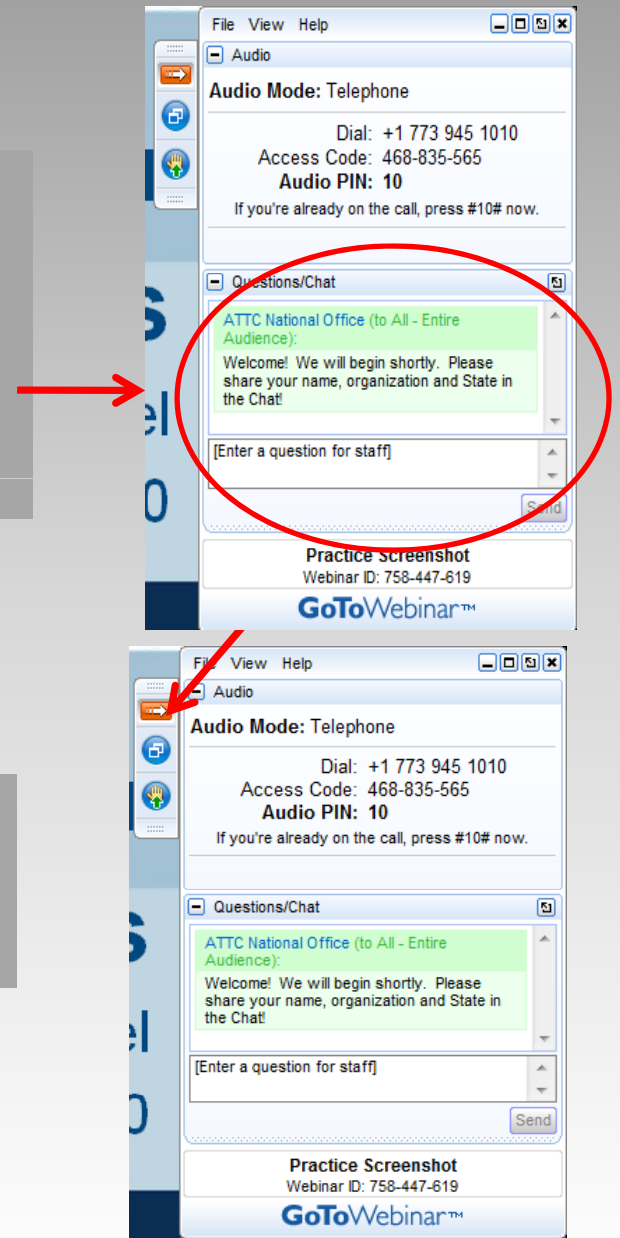 File View Help
Audio
Audio Mode: Telephone
Dial: +1 773 945 1010
Access Code: 468-835-565
Audio PIN: 10
If you're already on the call, press #10# now.
Questions/Chat
ATTC National Office (to All - Entire
Audience):
Welcome! We will begin shortly. Please
share your name, organization and State in
the Chat!
[Enter a question for staff]
Send
Practice Screenshot
Webinar ID: 758-447-619
GoToWebinar™
s
el
0
File View Help
Audio
Audio Mode: Telephone
Dial: +1 773 945 1010
Access Code: 468-835-565
Audio PIN: 10
If you're already on the call, press #10# now.
Questions/Chat
ATTC National Office (to All - Entire
Audience):
Welcome! We will begin shortly. Please
share your name, organization and State in
the Chat!
[Enter a question for staff]
Send
Practice Screenshot
Webinar ID: 758-447-619
GoToWebinar™
el